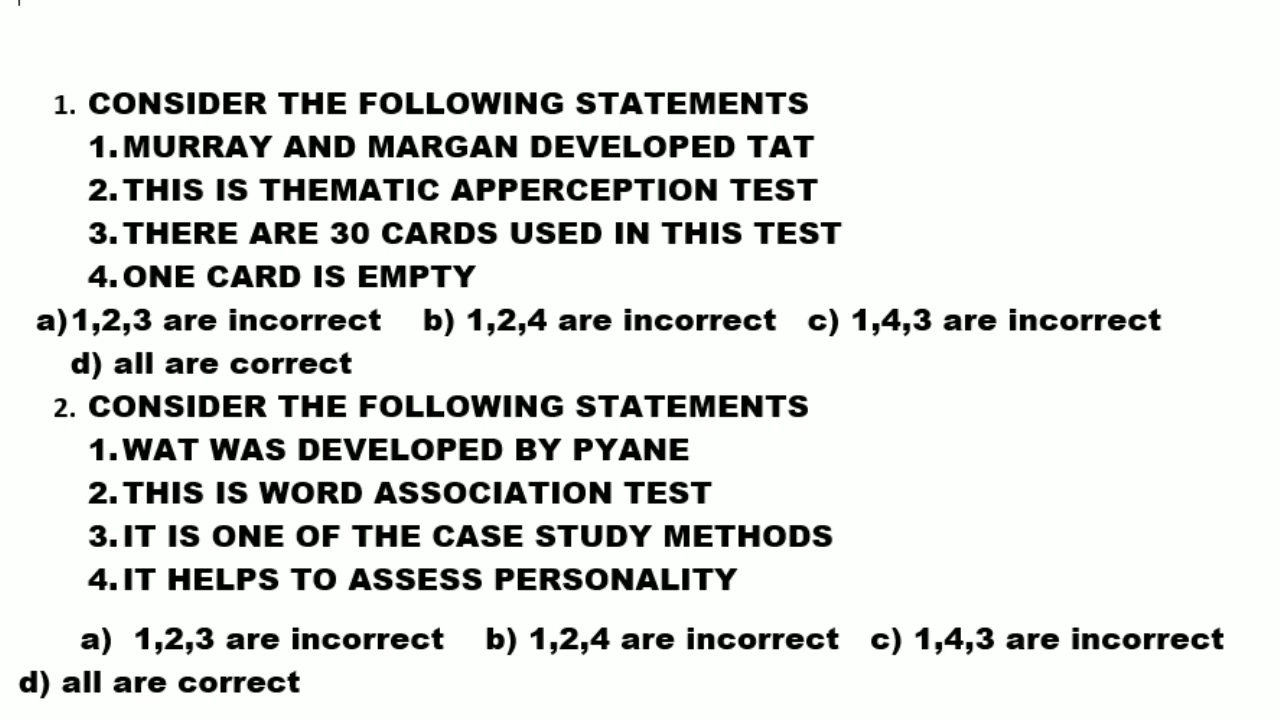 1. CONSIDER THE FOLLOWING STATEMENTS
1.MURRAY AND MARGAN DEVELOPED TAT
2.THIS IS THEMATIC APPERCEPTION TEST
3.THERE ARE 30 CARDS USED IN THIS TEST
4.ONE CARD IS EMPTY
a)1,2,3 are incorrect b) 1,2,4 are incorrect c) 1,4,3 are incorrect
d) all are correct
2. CONSIDER THE FOLLOWING STATEMENTS
1.WAT WAS DEVELOPED BY PYANE
2.THIS IS WORD ASSOCIATION TEST
3.IT IS ONE OF THE CASE STUDY METHODS
4.IT HELPS TO ASSESS PERSONALITY
a) 1,2,3 are incorrect b) 1,2,4 are incorrect c) 1,4,3 are incorrect
d) all are correct